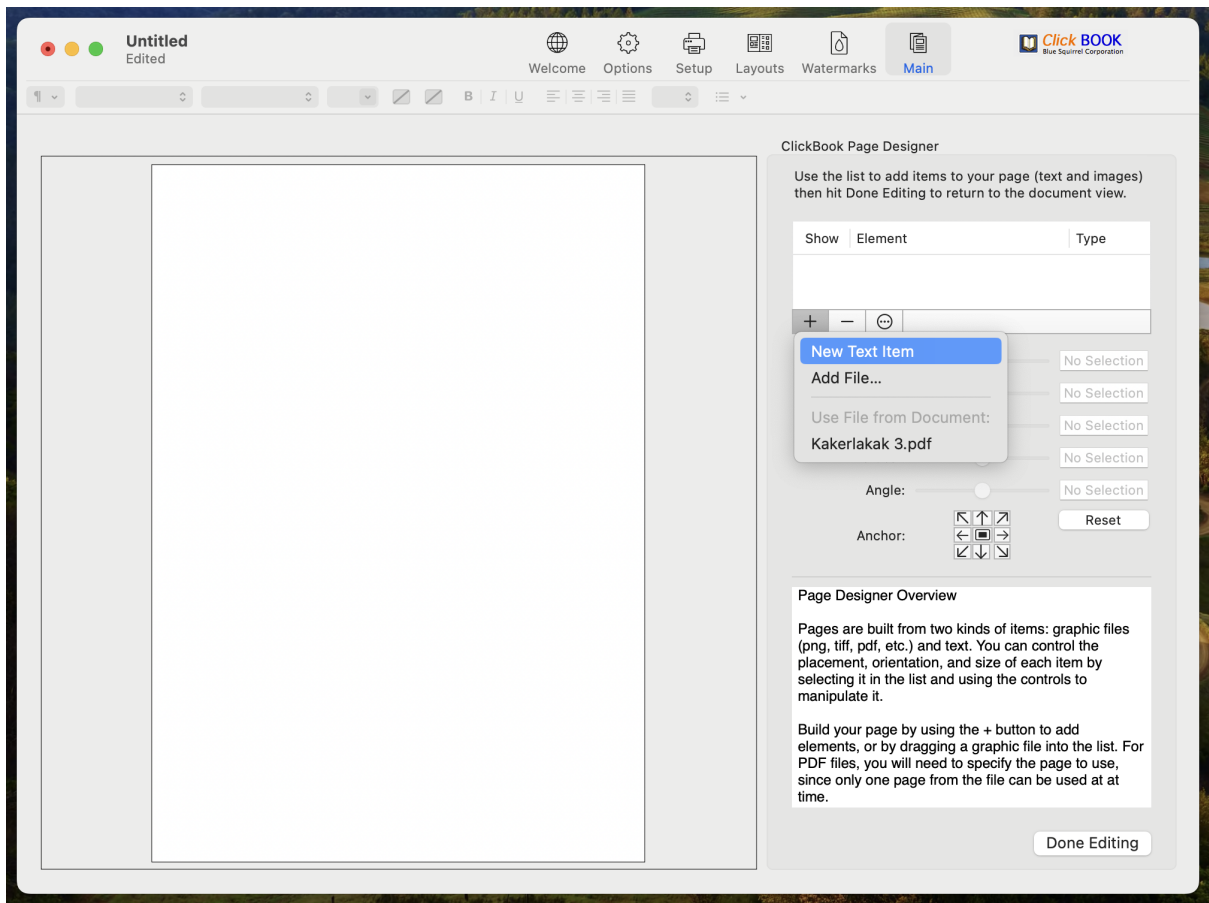 Untitled
Edited
Welcome
Options
Setup
Layouts
Watermarks
Main
Click BOOK
Blue Squirrel Corporation
¶
B I U
ClickBook Page Designer
Use the list to add items to your page (text and images)
then hit Done Editing to return to the document view.
Show Element Type
New Text Item
No Selection
Add File...
No Selection
Use File from Document:
No Selection
Kakerlakak 3.pdf
No Selection
Angle: No Selection
Reset
Anchor:
Page Designer Overview
Pages are built from two kinds of items: graphic files
(png, tiff, pdf, etc.) and text. You can control the
placement, orientation, and size of each item by
selecting it in the list and using the controls to
manipulate it.
Build your page by using the + button to add
elements, or by dragging a graphic file into the list. For
PDF files, you will need to specify the page to use,
since only one page from the file can be used at at
time.
Done Editing